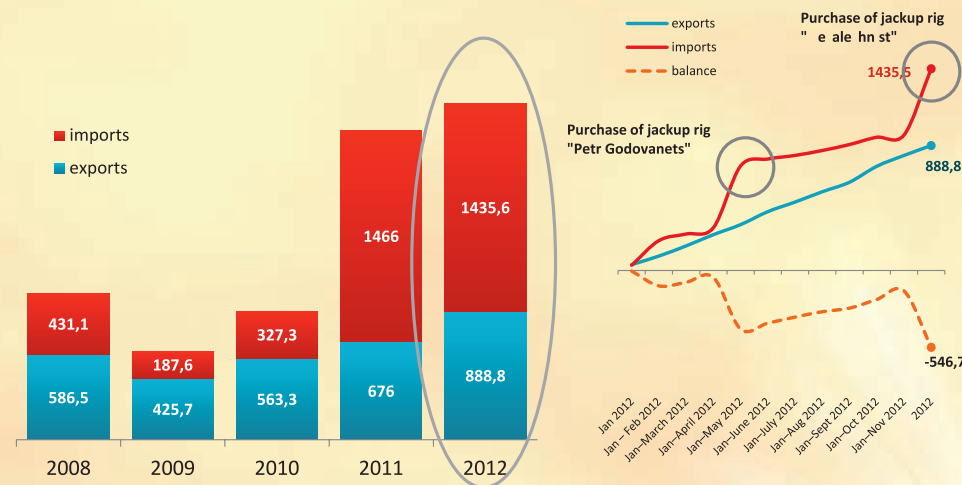 imports
exports
431,1
586,5
187,6
425,7
327,3
563,3
1466
676
1435,6
888,8
2008
2009
2010
2011
2012
exports
imports
balance
Purchase of jackup rig
" e ale hn st"
1435,5
Purchase of jackup rig
"Petr Godovanets"
888,8
-546,7
Jan 2012
Jan – Feb 2012
Jan–March 2012
Jan–April 2012
Jan–May 2012
Jan–June 2012
Jan–July 2012
Jan–Aug 2012
Jan–Sept 2012
Jan–Oct 2012
Jan–Nov 2012
2012